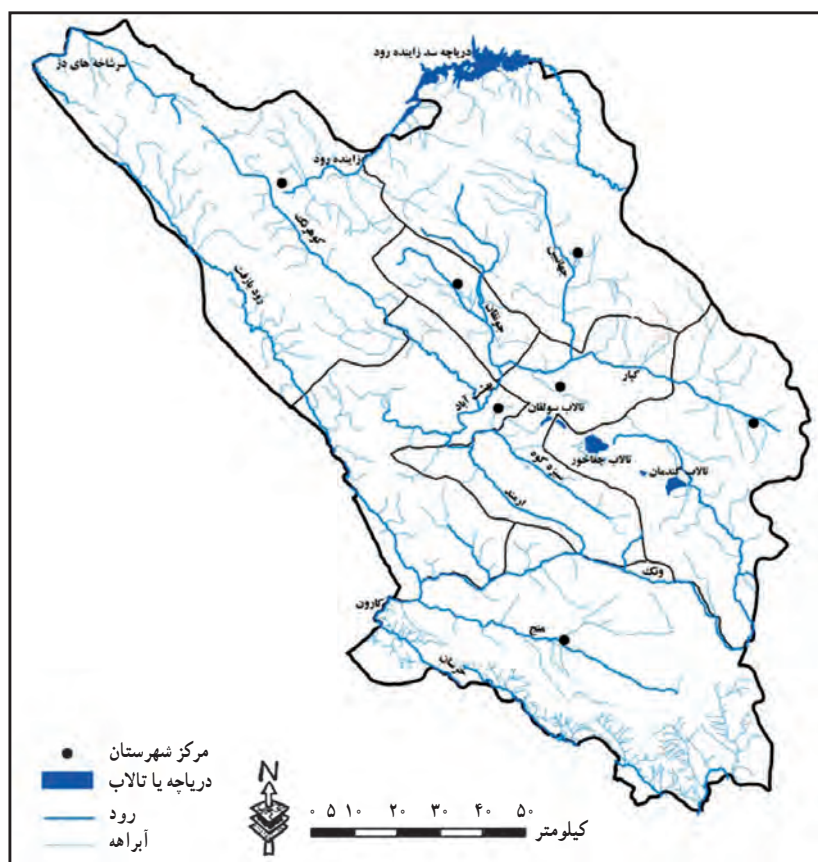 دریاچه سد زاینده رود
سرشاخه های دز
زاینده رود
کوهرنگ
جهانبین
رود بازفت
جونقان
کیار
بهشت آباد
تالاب سولقان
تالاب چغاخور
تالاب گندمان
سبزه کوه
ارمند
ونک
کارون
منج
خرسان
مرکز شهرستان
دریاچه یا تالاب
رود
آبراهه
N
۰ ۵ ۱۰ ۲۰ ۳۰ ۴۰ ۵۰
کیلومتر